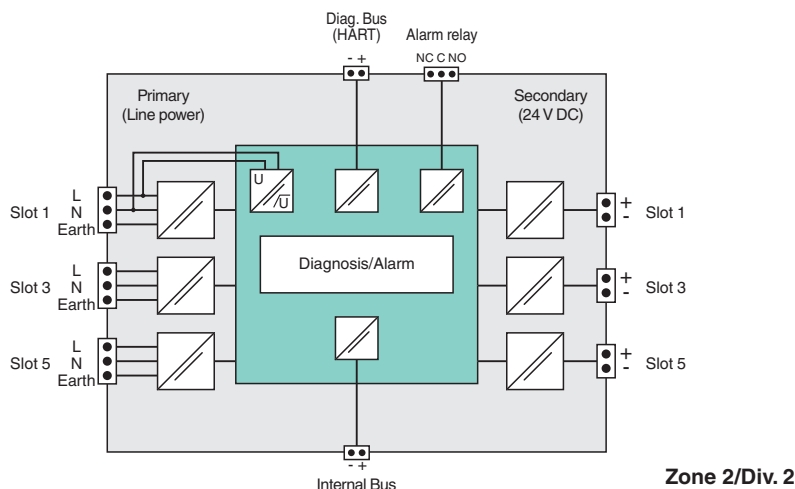 Diag. Bus
(HART)
Alarm relay
- +
NC C NO
Primary
(Line power)
Secondary
(24 V DC)
U
/U̅
L
N
Earth
Slot 1
+
-
Slot 1
Diagnosis/Alarm
L
N
Earth
Slot 3
+
-
Slot 3
L
N
Earth
Slot 5
+
-
Slot 5
- +
Internal Bus
Zone 2/Div. 2